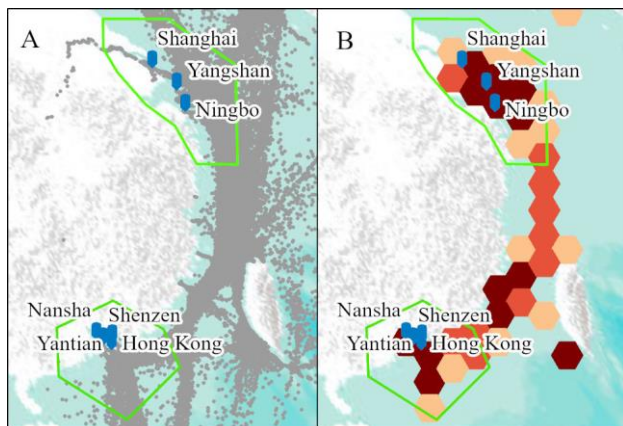 A
Shanghai
Yangshan
Ningbo
Nansha
Shenzen
Yantian
Hong Kong
B
Shanghai
Yangshan
Ningbo
Nansha
Shenzen
Yantian
Hong Kong